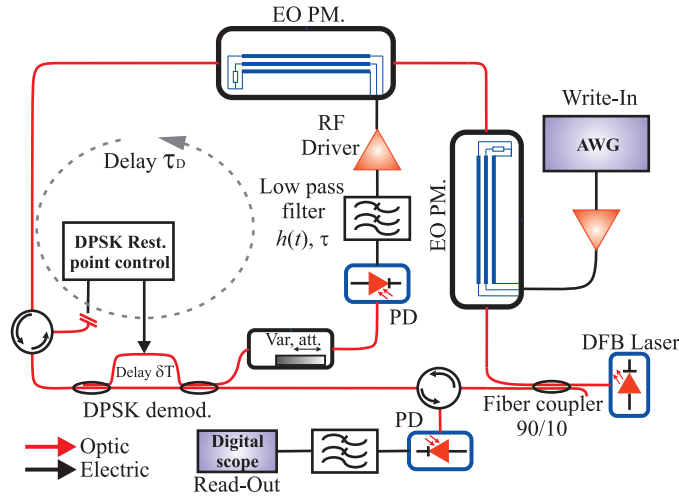 EO PM.
Write-In
AWG
RF
Driver
Delay τD
Low pass
filter
h(t), τ
EO PM.
DPSK Rest.
point control
PD
DFB Laser
Var, att.
Delay δT
DPSK demod.
Fiber coupler
90/10
PD
Optic
Electric
Digital
scope
Read-Out